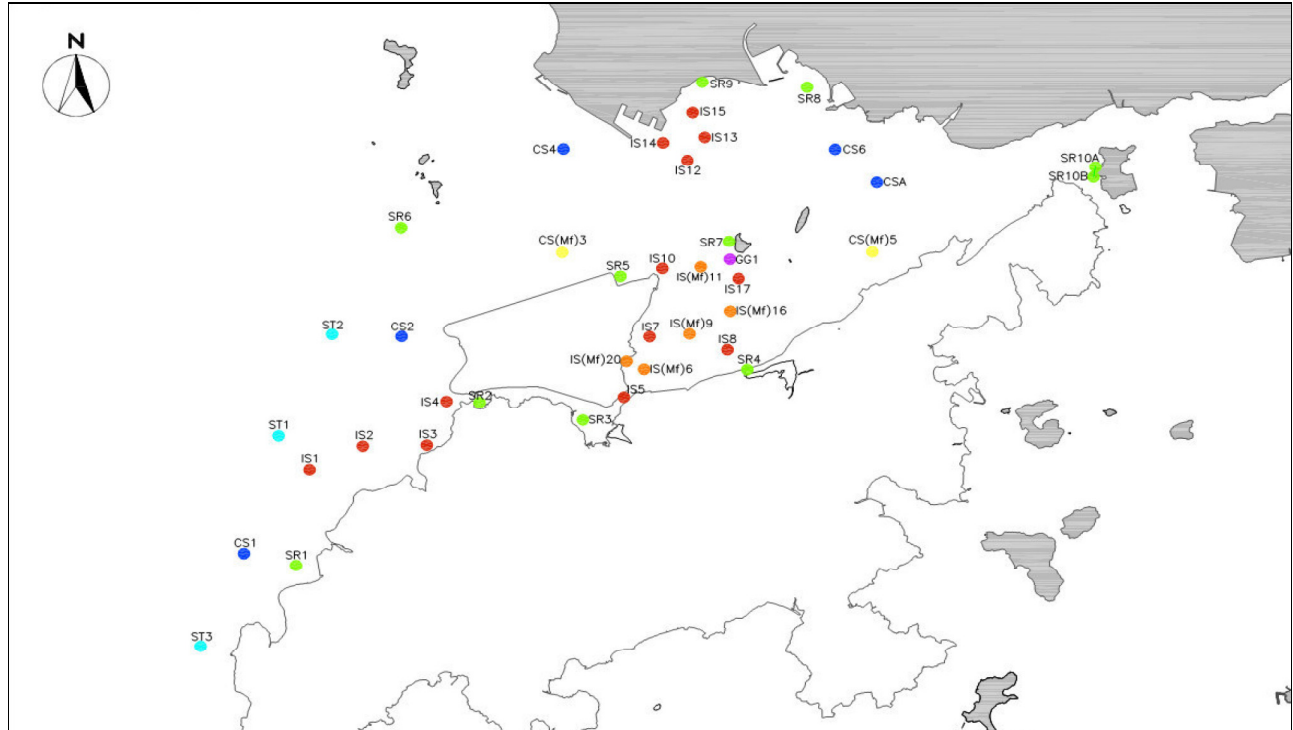 N
SR9
SR8
IS15
IS14
IS13
CS4
CS6
IS12
SR10A
SR10B
CSA
SR6
CS(Mf)3
SR7
CS(Mf)5
IS10
GG1
SR5
IS(Mf)11
IS17
IS(Mf)16
ST2
CS2
IS7
IS(Mf)9
IS8
IS(Mf)20
SR4
IS(Mf)6
IS5
SR2
IS4
SR3
ST1
IS2
IS3
IS1
CS1
SR1
ST3